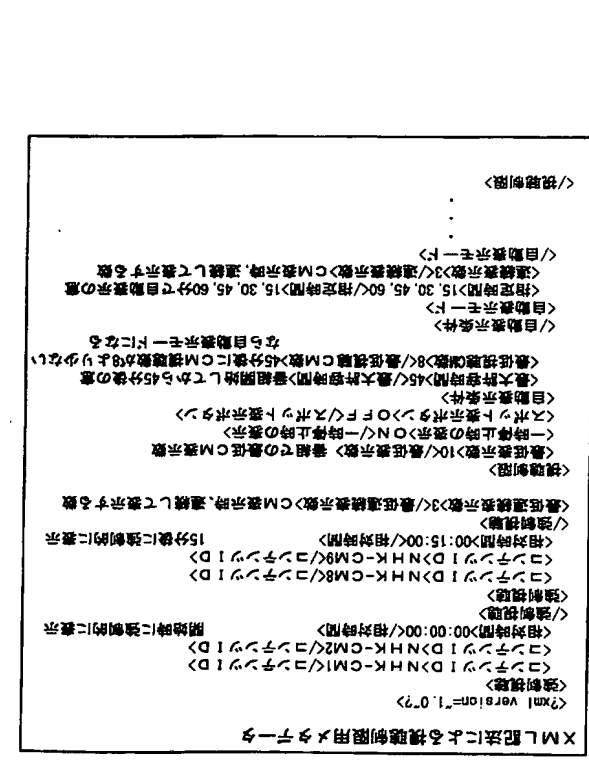 XML記法による視聴制限用メタデータ
<?xml version="1.0"?>
<強制視聴>
<コンテンツID>NHK-CM1</コンテンツID>
<コンテンツID>NHK-CM2</コンテンツID>
<相対時間>00:00:00</相対時間> 開始時に強制的に表示
</強制視聴>
<強制視聴>
<コンテンツID>NHK-CM8</コンテンツID>
<コンテンツID>NHK-CM9</コンテンツID>
<相対時間>00:15:00</相対時間> 15分後に強制的に表示
</強制視聴>
<最低連続表示数>3</最低連続表示数>CM表示時、連続して表示する数
<視聴制限>
<最低表示数>10</最低表示数> 番組での最低CM表示数
<一時停止時の表示>ON</一時停止時の表示>
<スポット表示ボタン>OFF</スポット表示ボタン>
<自動表示条件>
<最大許容時間>45</最大許容時間>番組開始してから45分後の意
<最低視聴CM数>8</最低視聴CM数>45分後にCM視聴数が8より少ない
なら自動表示モードになる
</自動表示条件>
<自動表示モード>
<指定時間>15, 30, 45, 60</指定時間>15, 30, 45, 60分で自動表示の意
<連続表示数>3</連続表示数>CM表示時、連続して表示する数
</自動表示モード>
・
・
・
</視聴制限>